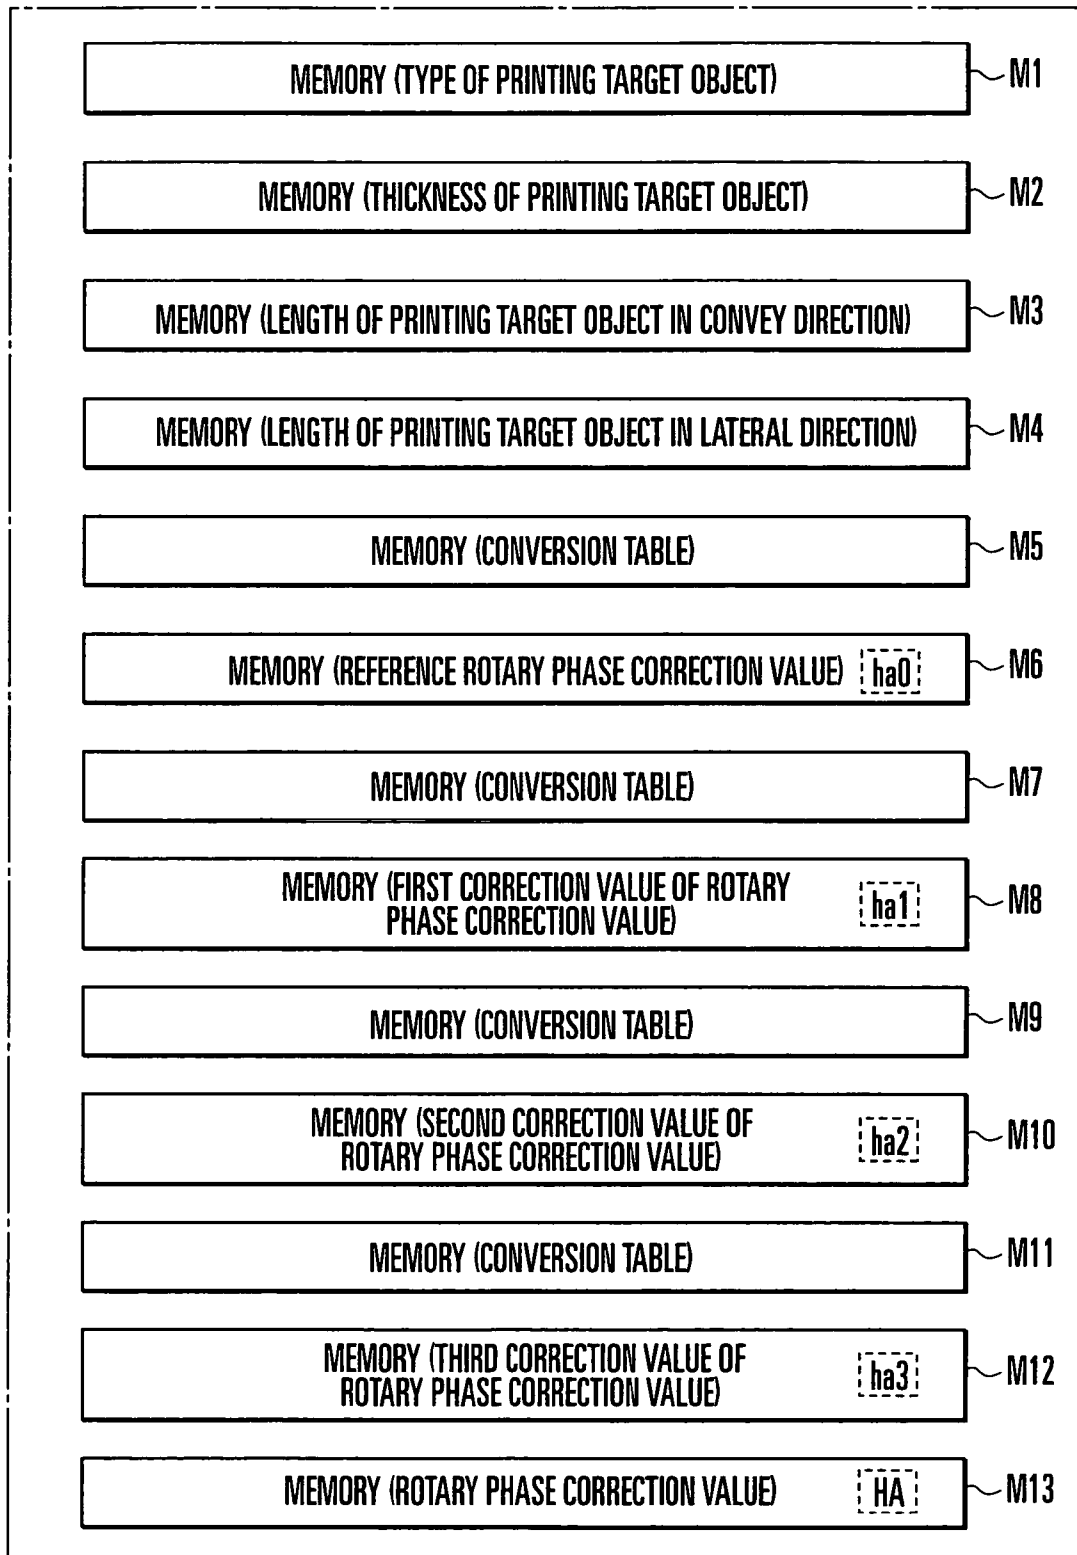 MEMORY (TYPE OF PRINTING TARGET OBJECT) M1
MEMORY (THICKNESS OF PRINTING TARGET OBJECT) M2
MEMORY (LENGTH OF PRINTING TARGET OBJECT IN CONVEY DIRECTION) M3
MEMORY (LENGTH OF PRINTING TARGET OBJECT IN LATERAL DIRECTION) M4
MEMORY (CONVERSION TABLE) M5
MEMORY (REFERENCE ROTARY PHASE CORRECTION VALUE) ha0 M6
MEMORY (CONVERSION TABLE) M7
MEMORY (FIRST CORRECTION VALUE OF ROTARY
PHASE CORRECTION VALUE) ha1 M8
MEMORY (CONVERSION TABLE) M9
MEMORY (SECOND CORRECTION VALUE OF
ROTARY PHASE CORRECTION VALUE) ha2 M10
MEMORY (CONVERSION TABLE) M11
MEMORY (THIRD CORRECTION VALUE OF
ROTARY PHASE CORRECTION VALUE) ha3 M12
MEMORY (ROTARY PHASE CORRECTION VALUE) HA M13